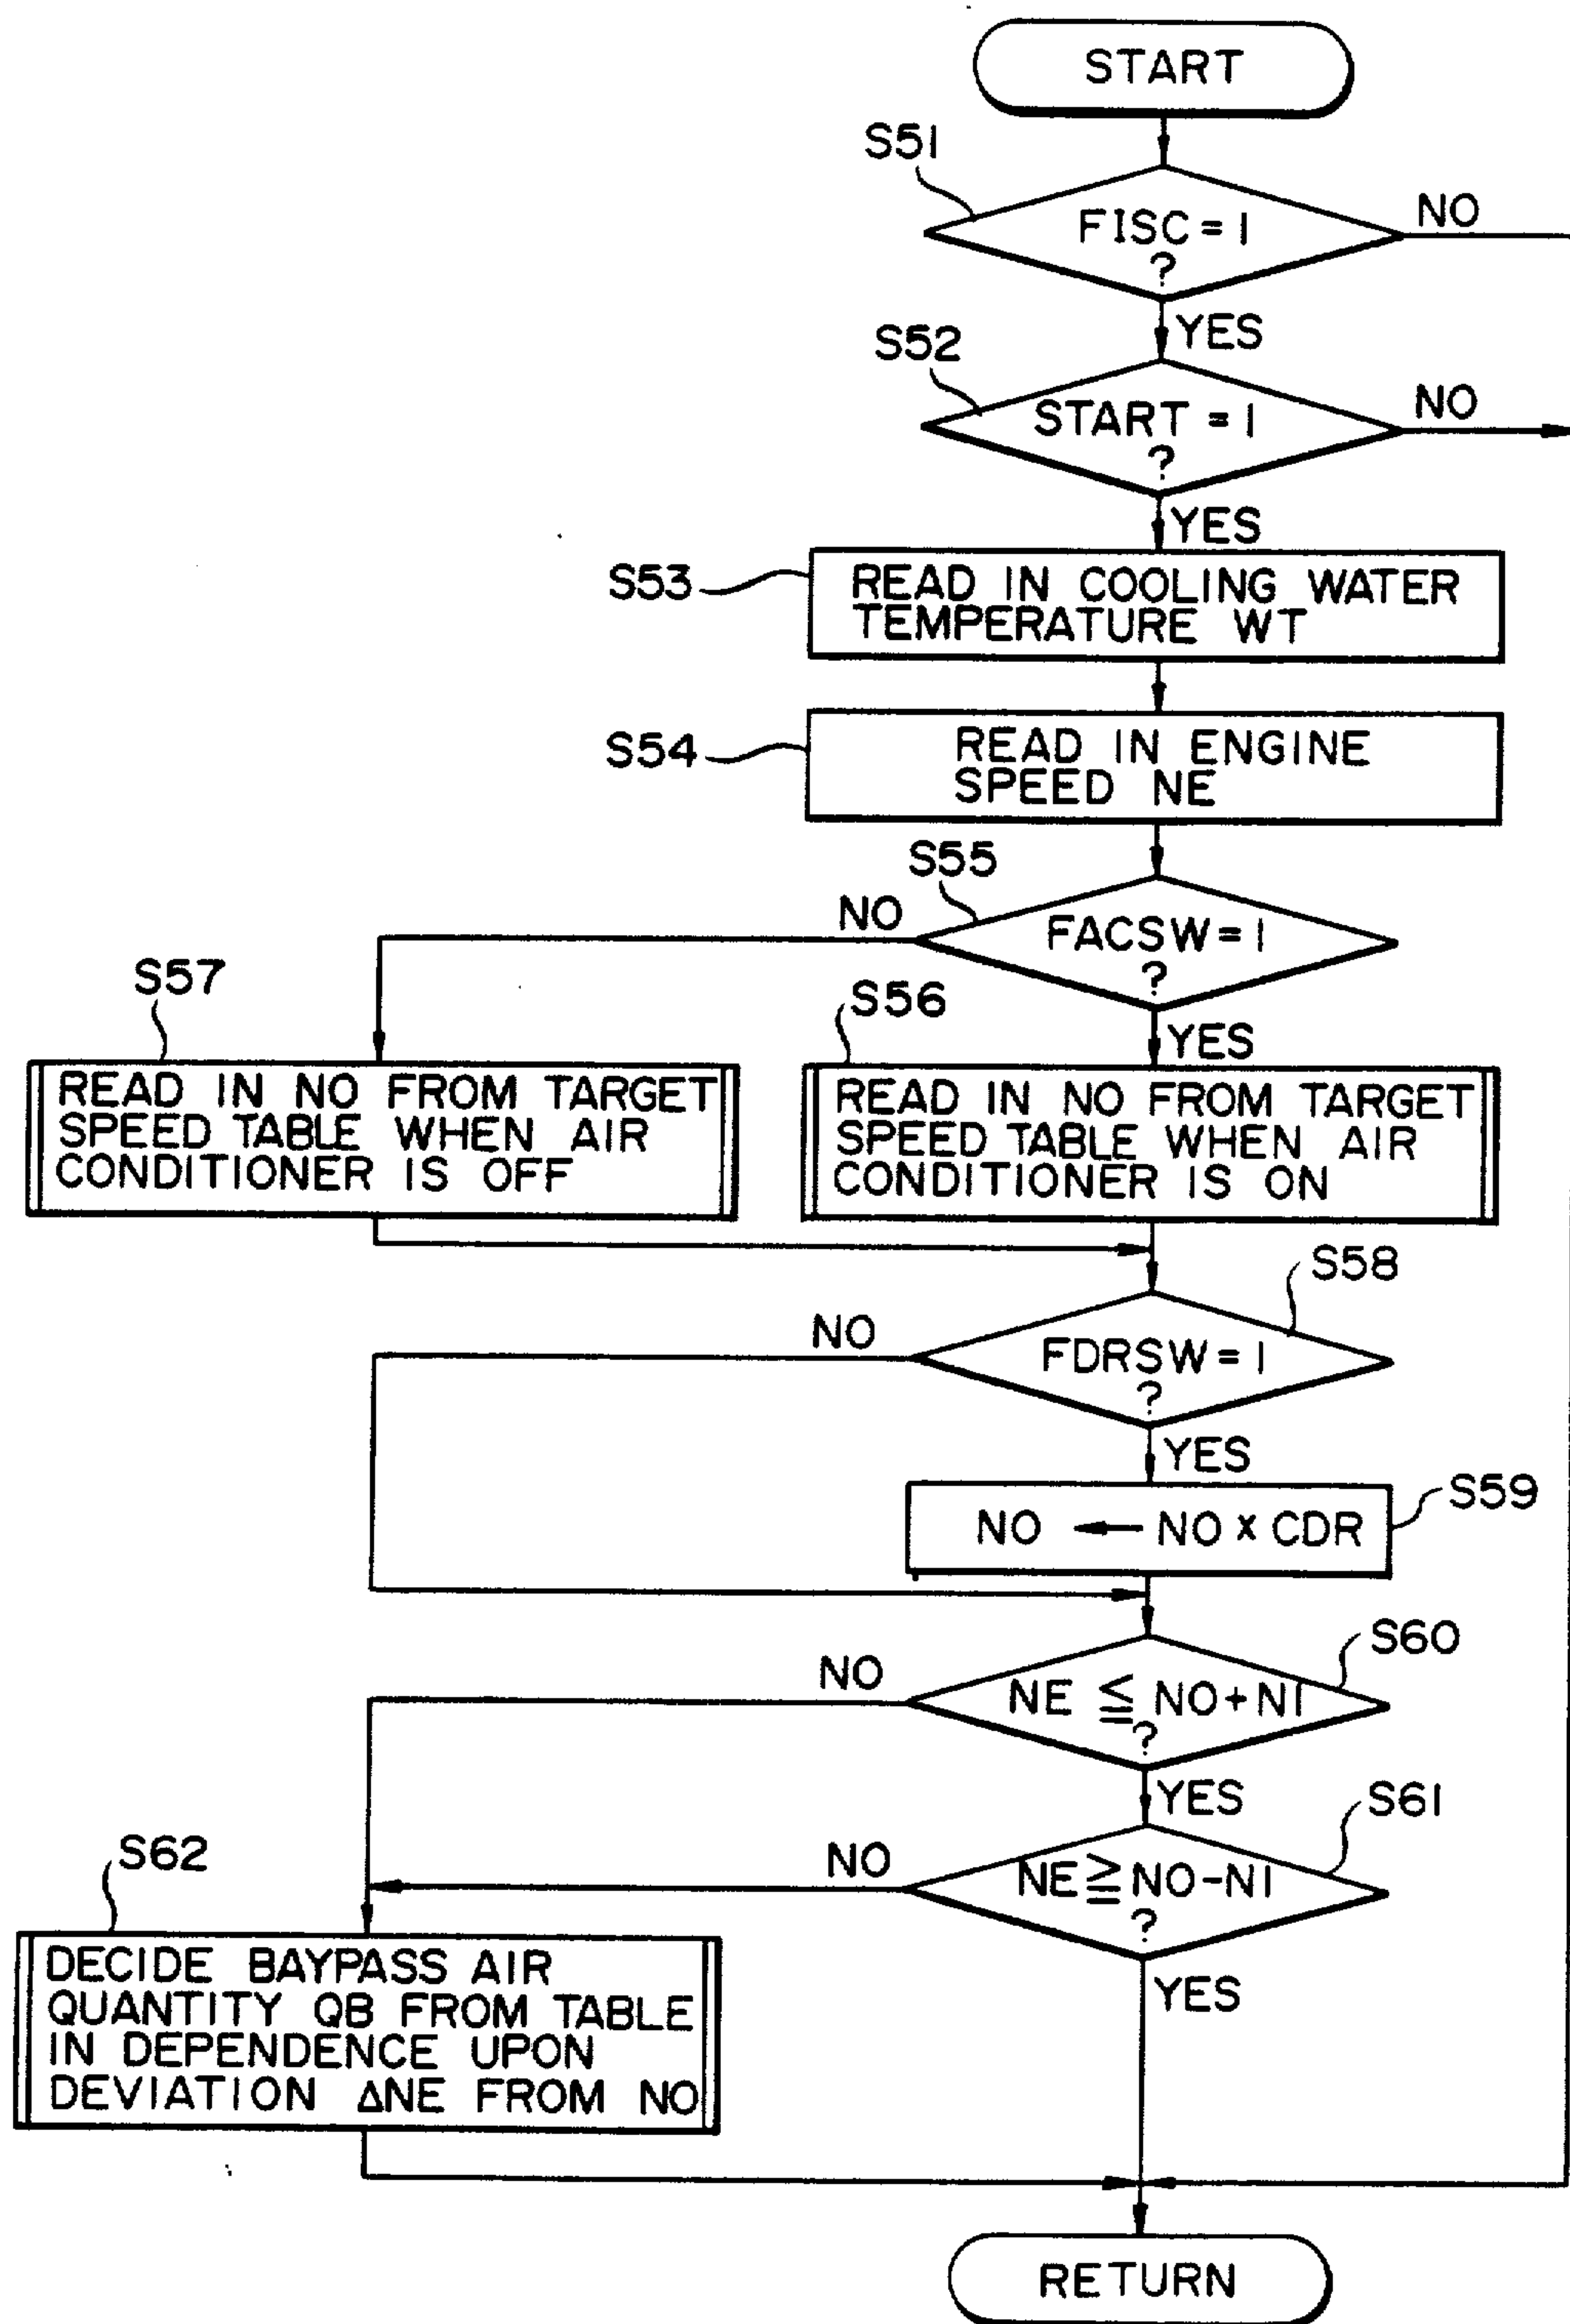 START
S51
FISC = 1
?
NO
YES
S52
START = 1
?
NO
YES
S53
READ IN COOLING WATER
TEMPERATURE WT
S54
READ IN ENGINE
SPEED NE
S55
FACSW = 1
?
NO
YES
S57
READ IN NO FROM TARGET
SPEED TABLE WHEN AIR
CONDITIONER IS OFF
S56
READ IN NO FROM TARGET
SPEED TABLE WHEN AIR
CONDITIONER IS ON
S58
FDRSW = 1
?
NO
YES
S59
NO ← NO x CDR
S60
NE ≦ NO + NI
?
NO
YES
S61
NE ≧ NO - NI
?
NO
YES
S62
DECIDE BAYPASS AIR
QUANTITY QB FROM TABLE
IN DEPENDENCE UPON
DEVIATION ΔNE FROM NO
RETURN